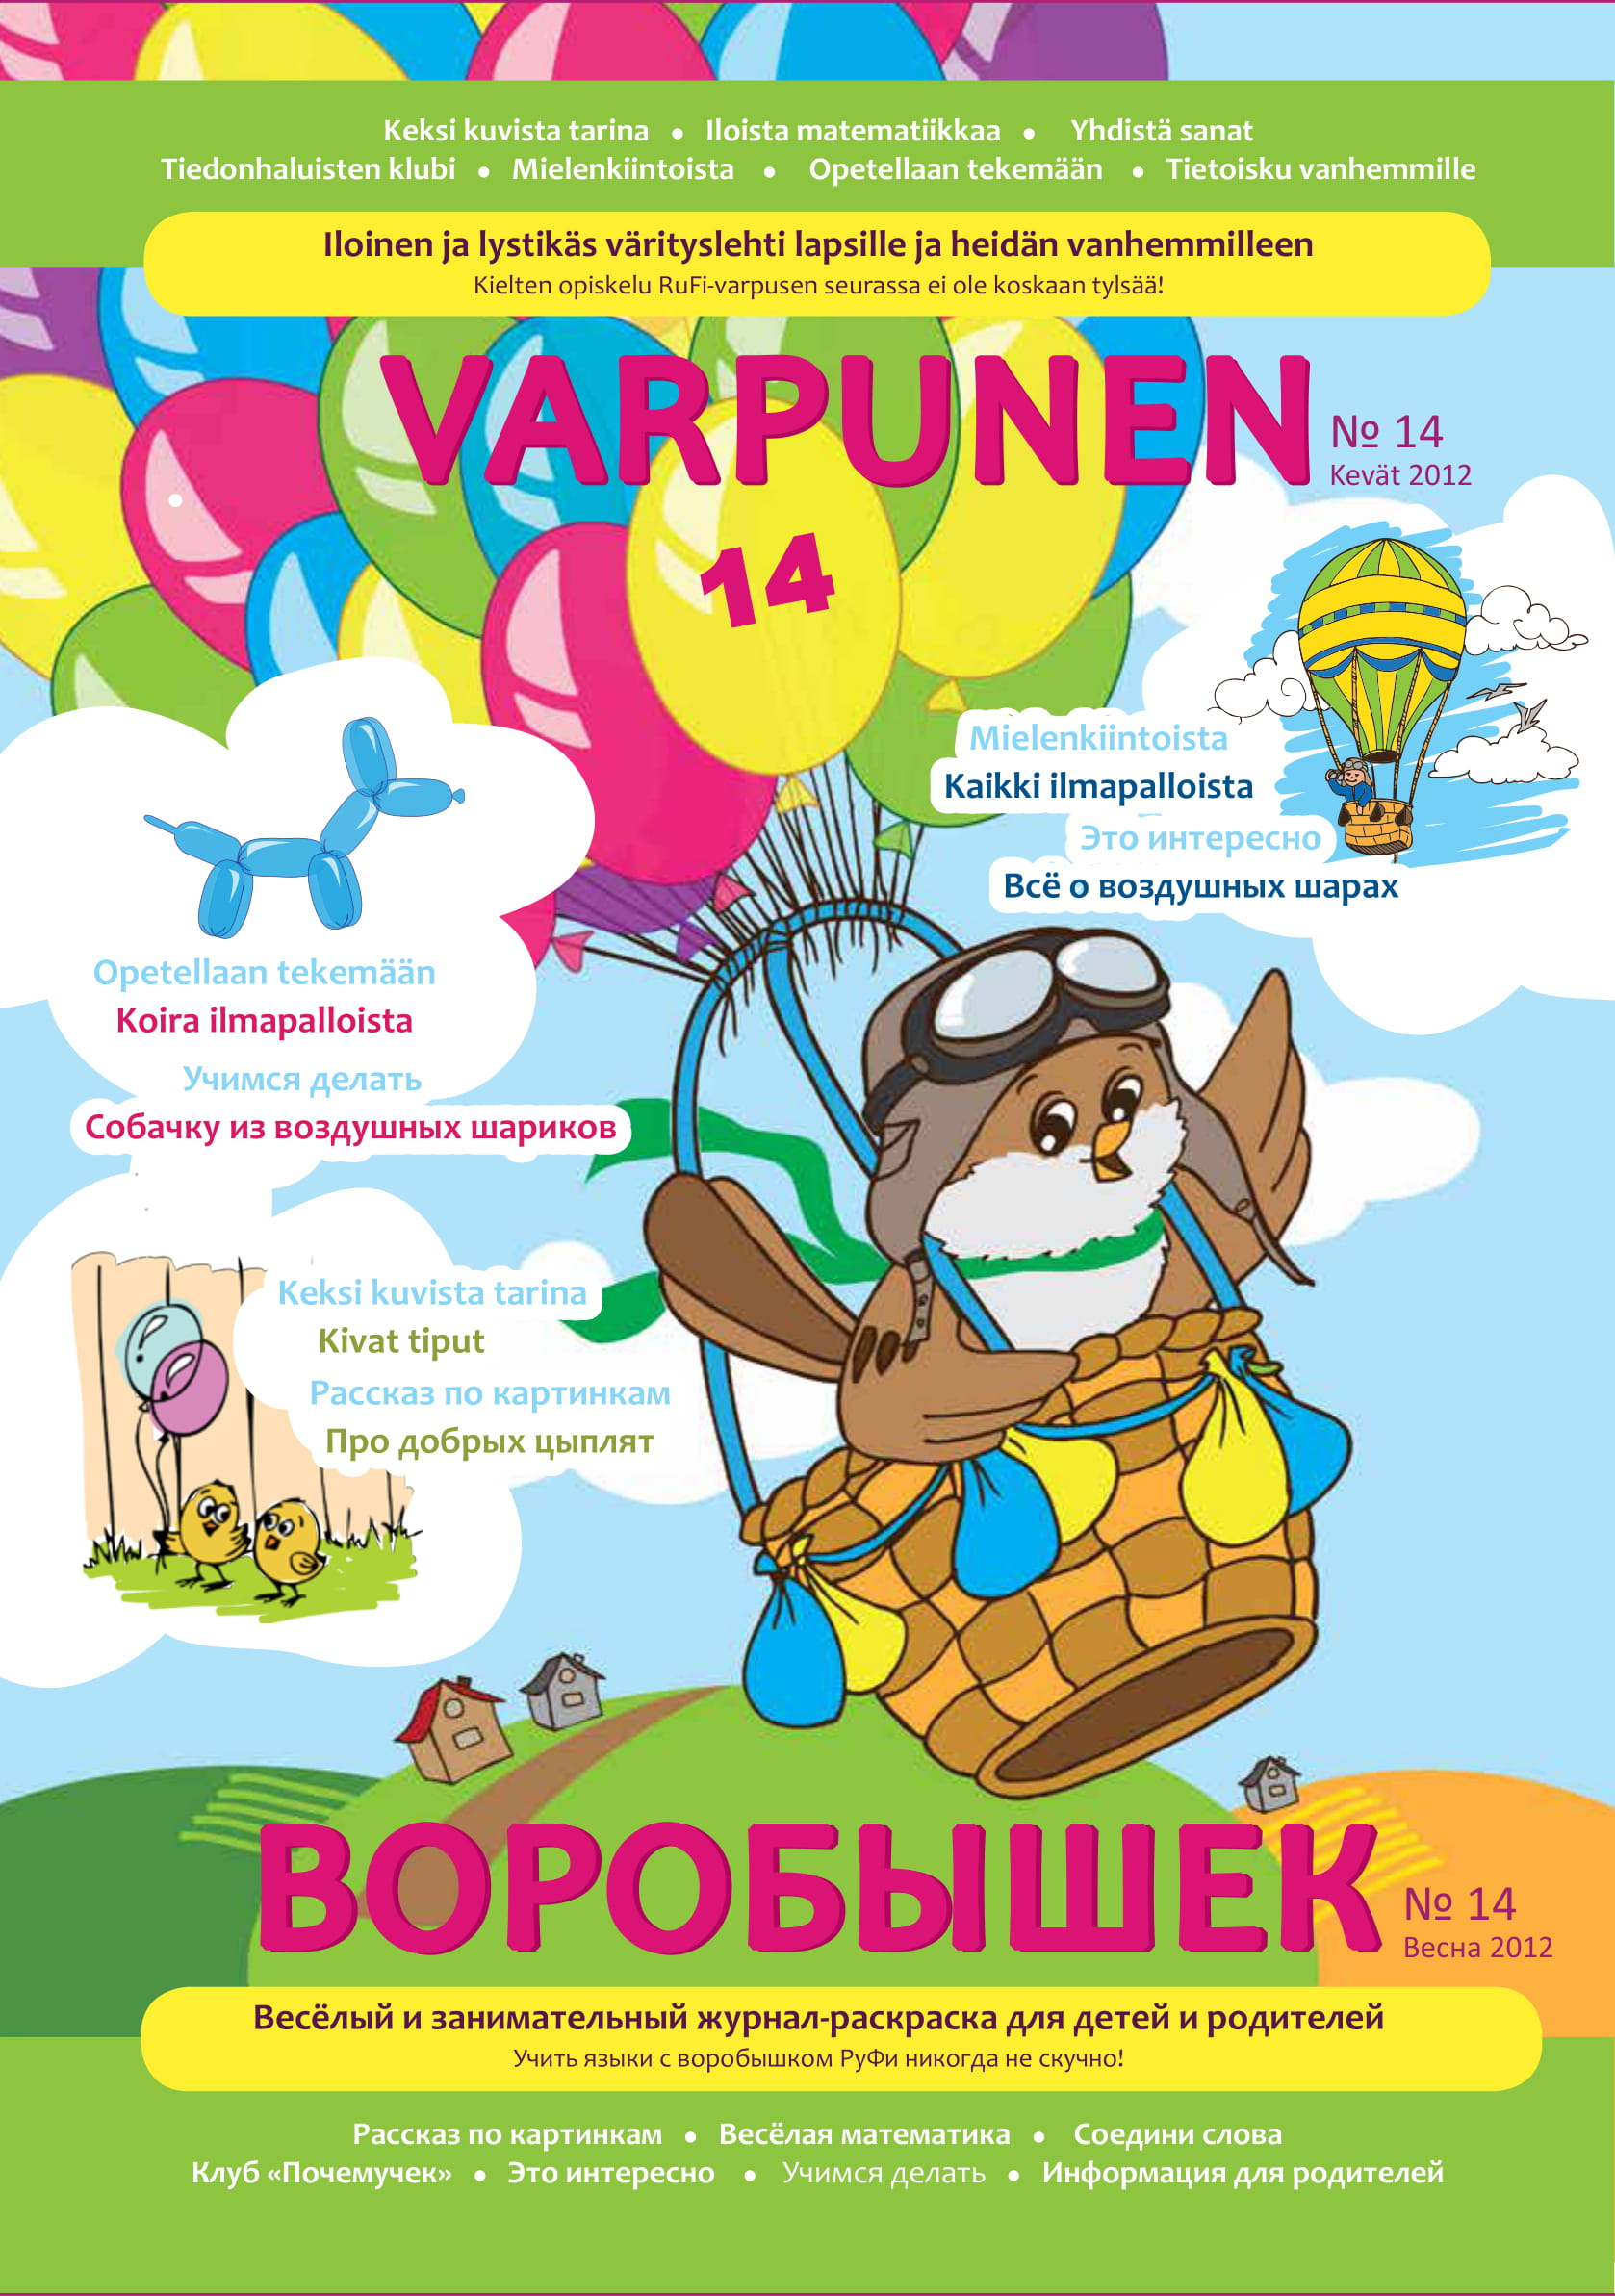 Keksi kuvista tarina • Iloista matematiikkaa • Yhdistä sanat
Tiedonhaluisten klubi • Mielenkiintoista • Opetellaan tekemään • Tietoisku vanhemmille
Iloinen ja lystikäs värityslehti lapsille ja heidän vanhemmilleen
Kielten opiskelu RuFi-varpusen seurassa ei ole koskaan tylsää!
VARPUNEN
№ 14
Kevät 2012
14
Mielenkiintoista
Kaikki ilmapalloista
Это интересно
Всё о воздушных шарах
Opetellaan tekemään
Koira ilmapalloista
Учимся делать
Собачку из воздушных шариков
Keksi kuvista tarina
Kivat tiput
Рассказ по картинкам
Про добрых цыплят
ВОРОБЫШЕК
№ 14
Весна 2012
Весёлый и занимательный журнал-раскраска для детей и родителей
Учить языки с воробышком РуФи никогда не скучно!
Рассказ по картинкам • Весёлая математика • Соедини слова
Клуб «Почемучек» • Это интересно • Учимся делать • Информация для родителей